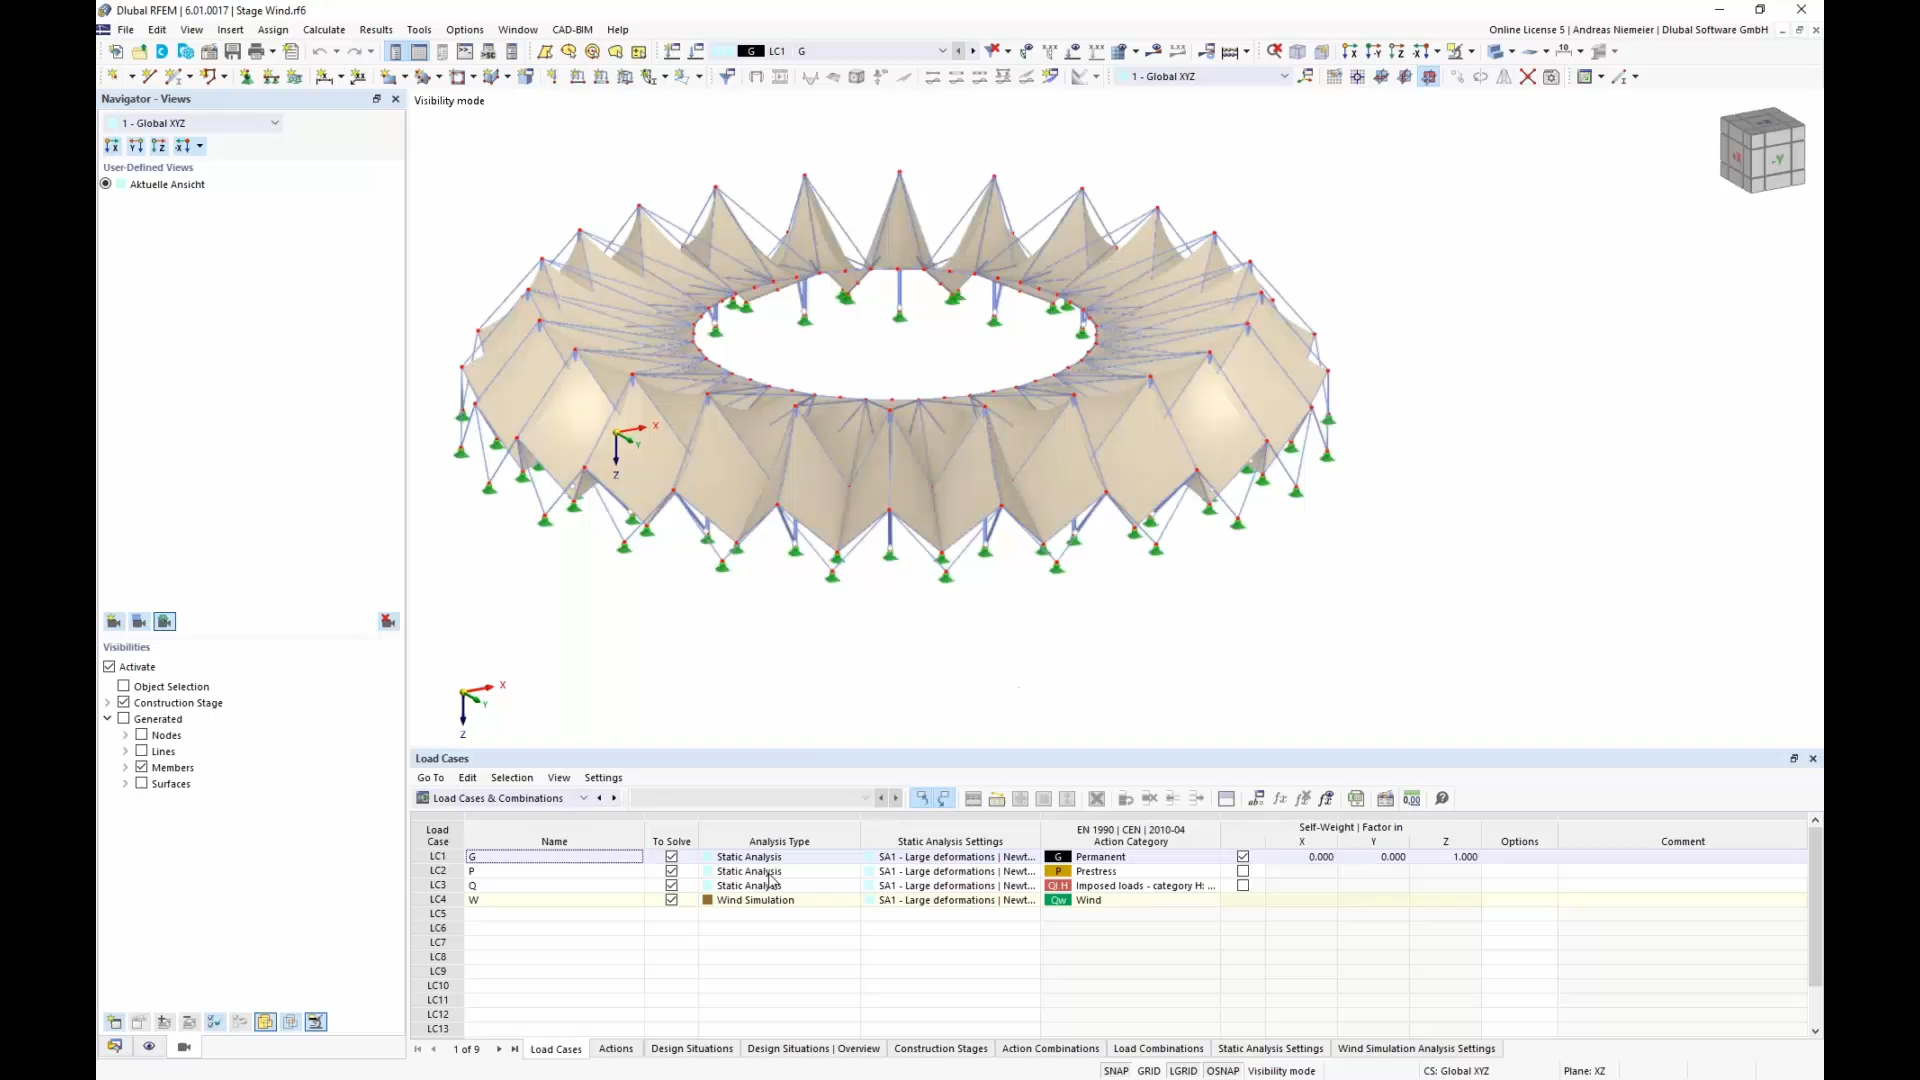 Dlubal RFEM | 6.01.0017 | Stage Wind.rf6
File Edit View Insert Assign Calculate Results Tools Options Window CAD-BIM Help
Online License 5 | Andreas Niemeier | Dlubal Software GmbH
G LC1 G
1 - Global XYZ
Navigator - Views
1 - Global XYZ
User-Defined Views
Aktuelle Ansicht
Visibility mode
-Y
X
Y
Z
X
Y
Z
Visibilities
Activate
Object Selection
Construction Stage
Generated
Nodes
Lines
Members
Surfaces
Load Cases
Go To Edit Selection View Settings
Load Cases & Combinations
Load Case Name To Solve Analysis Type Static Analysis Settings EN 1990 | CEN | 2010-04 Action Category Self-Weight | Factor in X Y Z Options Comment
LC1 G Static Analysis SA1 - Large deformations | Newt... G Permanent 0.000 0.000 1.000
LC2 P Static Analysis SA1 - Large deformations | Newt... P Prestress
LC3 Q Static Analysis SA1 - Large deformations | Newt... QI H Imposed loads - category H: ...
LC4 W Wind Simulation SA1 - Large deformations | Newt... Qw Wind
LC5
LC6
LC7
LC8
LC9
LC10
LC11
LC12
LC13
1 of 9 Load Cases Actions Design Situations Design Situations | Overview Construction Stages Action Combinations Load Combinations Static Analysis Settings Wind Simulation Analysis Settings
SNAP GRID LGRID OSNAP Visibility mode CS: Global XYZ Plane: XZ